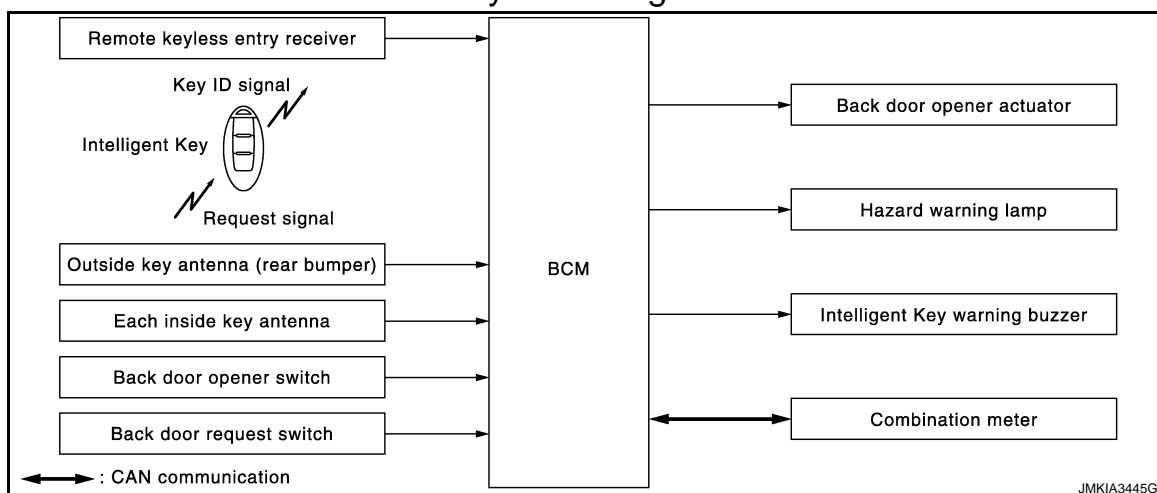 Remote keyless entry receiver
Key ID signal
Intelligent Key
Request signal
Outside key antenna (rear bumper)
Each inside key antenna
Back door opener switch
Back door request switch
: CAN communication
BCM
Back door opener actuator
Hazard warning lamp
Intelligent Key warning buzzer
Combination meter
JMKIA3445G